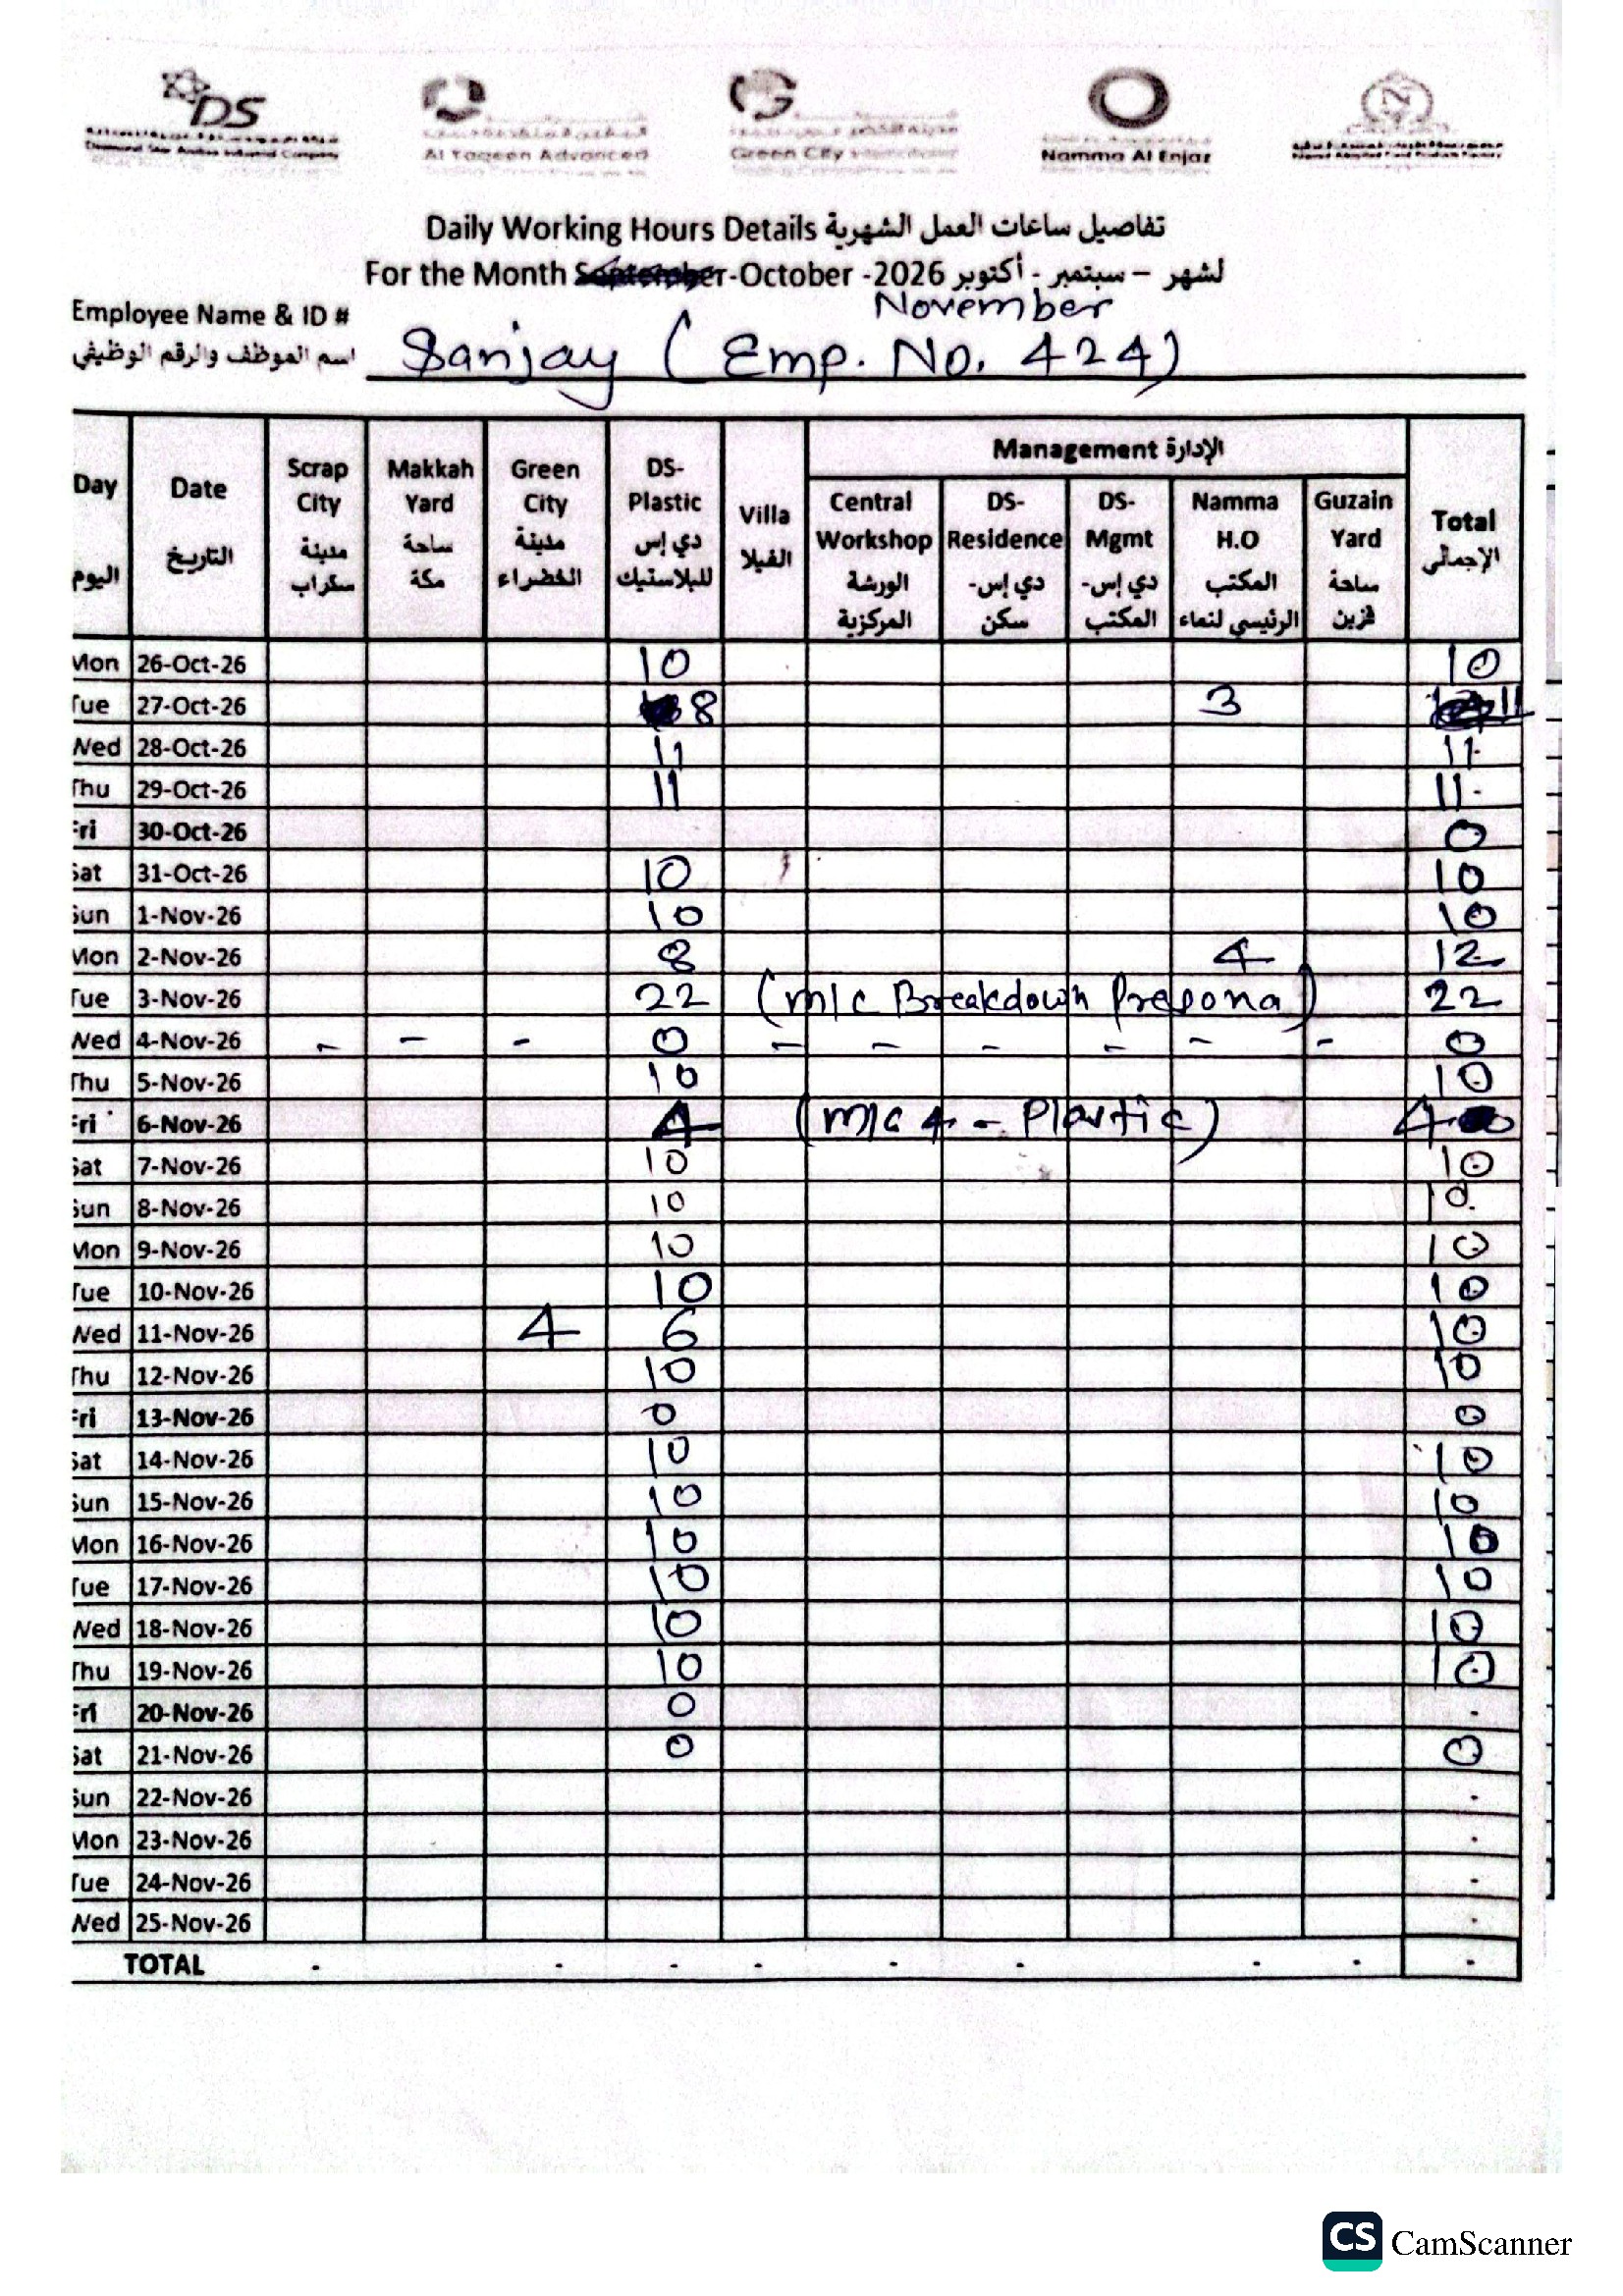 DS
Al Yaqeen Advanced
Green City
Namma Al Enjaz
Daily Working Hours Details تفاصيل ساعات العمل الشهرية
For the Month September-October -2026 لشهر – سبتمبر - أكتوبر
November
Employee Name & ID #
اسم الموظف والرقم الوظيفي
Sanjay (Emp. No. 424)
Management الإدارة
Day Date Scrap City Makkah Yard Green City DS-Plastic Villa Central Workshop DS-Residence DS-Mgmt Namma H.O Guzain Yard Total
اليوم التاريخ مدينة سكراب ساحة مكة مدينة الخضراء دي إس للبلاستيك الفيلا الورشة المركزية دي إس- سكن دي إس- المكتب المكتب الرئيسي لنماء ساحة قزين الإجمالي
Mon 26-Oct-26 10 10
Tue 27-Oct-26 8 3 11
Wed 28-Oct-26 11 11
Thu 29-Oct-26 11 11
Fri 30-Oct-26 0
Sat 31-Oct-26 10 10
Sun 1-Nov-26 10 10
Mon 2-Nov-26 8 4 12
Tue 3-Nov-26 22 (m/c Breakdown Presona) 22
Wed 4-Nov-26 - - - 0 - - - - - - 0
Thu 5-Nov-26 10 10
Fri 6-Nov-26 4 (m/c 4 - Plastic) 4
Sat 7-Nov-26 10 10
Sun 8-Nov-26 10 10
Mon 9-Nov-26 10 10
Tue 10-Nov-26 10 10
Wed 11-Nov-26 4 6 10
Thu 12-Nov-26 10 10
Fri 13-Nov-26 0 0
Sat 14-Nov-26 10 10
Sun 15-Nov-26 10 10
Mon 16-Nov-26 10 10
Tue 17-Nov-26 10 10
Wed 18-Nov-26 10 10
Thu 19-Nov-26 10 10
Fri 20-Nov-26 0 -
Sat 21-Nov-26 0 0
Sun 22-Nov-26 -
Mon 23-Nov-26 -
Tue 24-Nov-26 -
Wed 25-Nov-26 -
TOTAL - - - - - - - - -
CS CamScanner